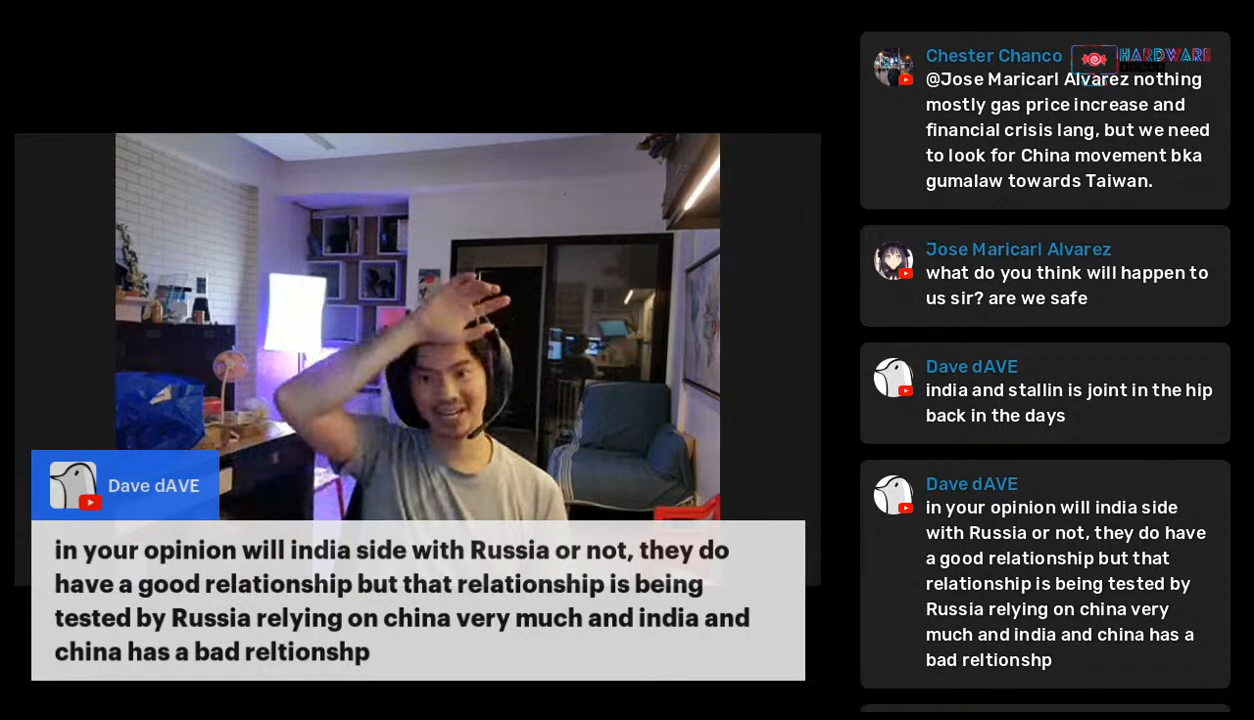 Chester Chanco
HARDWARE
@Jose Maricarl Alvarez nothing
mostly gas price increase and
financial crisis lang, but we need
to look for China movement bka
gumalaw towards Taiwan.
Jose Maricarl Alvarez
what do you think will happen to
us sir? are we safe
Dave dAVE
india and stallin is joint in the hip
back in the days
Dave dAVE
in your opinion will india side
with Russia or not, they do have
a good relationship but that
relationship is being tested by
Russia relying on china very
much and india and china has a
bad reltionshp
Dave dAVE
in your opinion will india side with Russia or not, they do
have a good relationship but that relationship is being
tested by Russia relying on china very much and india and
china has a bad reltionshp